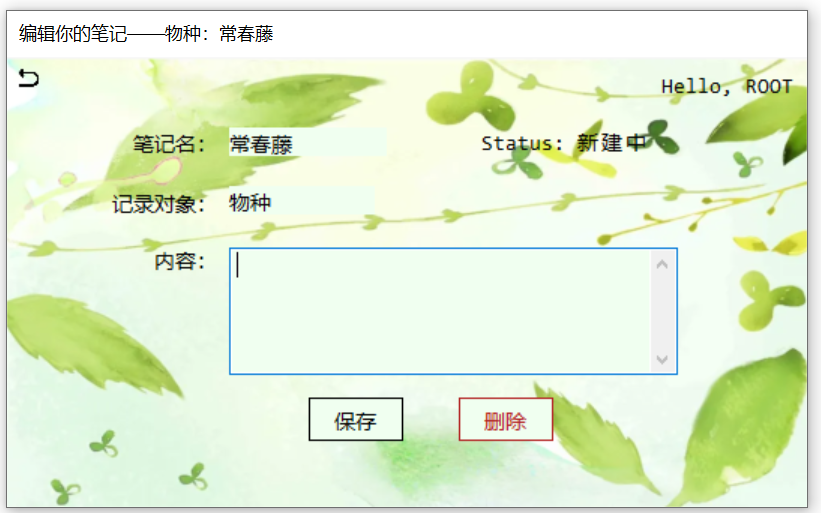 编辑你的笔记——物种：常春藤
Hello, ROOT
笔记名： 常春藤 Status: 新建中
记录对象： 物种
内容：
保存 删除